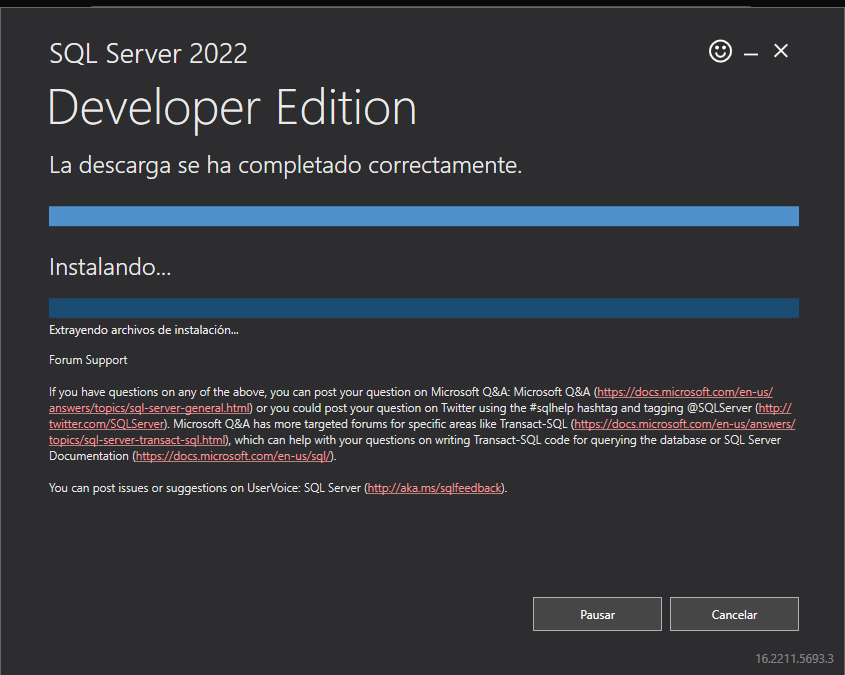 SQL Server 2022
Developer Edition
La descarga se ha completado correctamente.
Instalando...
Extrayendo archivos de instalación...
Forum Support
If you have questions on any of the above, you can post your question on Microsoft Q&A: Microsoft Q&A (https://docs.microsoft.com/en-us/
answers/topics/sql-server-general.html) or you could post your question on Twitter using the #sqlhelp hashtag and tagging @SQLServer (http://
twitter.com/SQLServer). Microsoft Q&A has more targeted forums for specific areas like Transact-SQL (https://docs.microsoft.com/en-us/answers/
topics/sql-server-transact-sql.html), which can help with your questions on writing Transact-SQL code for querying the database or SQL Server
Documentation (https://docs.microsoft.com/en-us/sql/).
You can post issues or suggestions on UserVoice: SQL Server (http://aka.ms/sqlfeedback).
Pausar
Cancelar
16.2211.5693.3